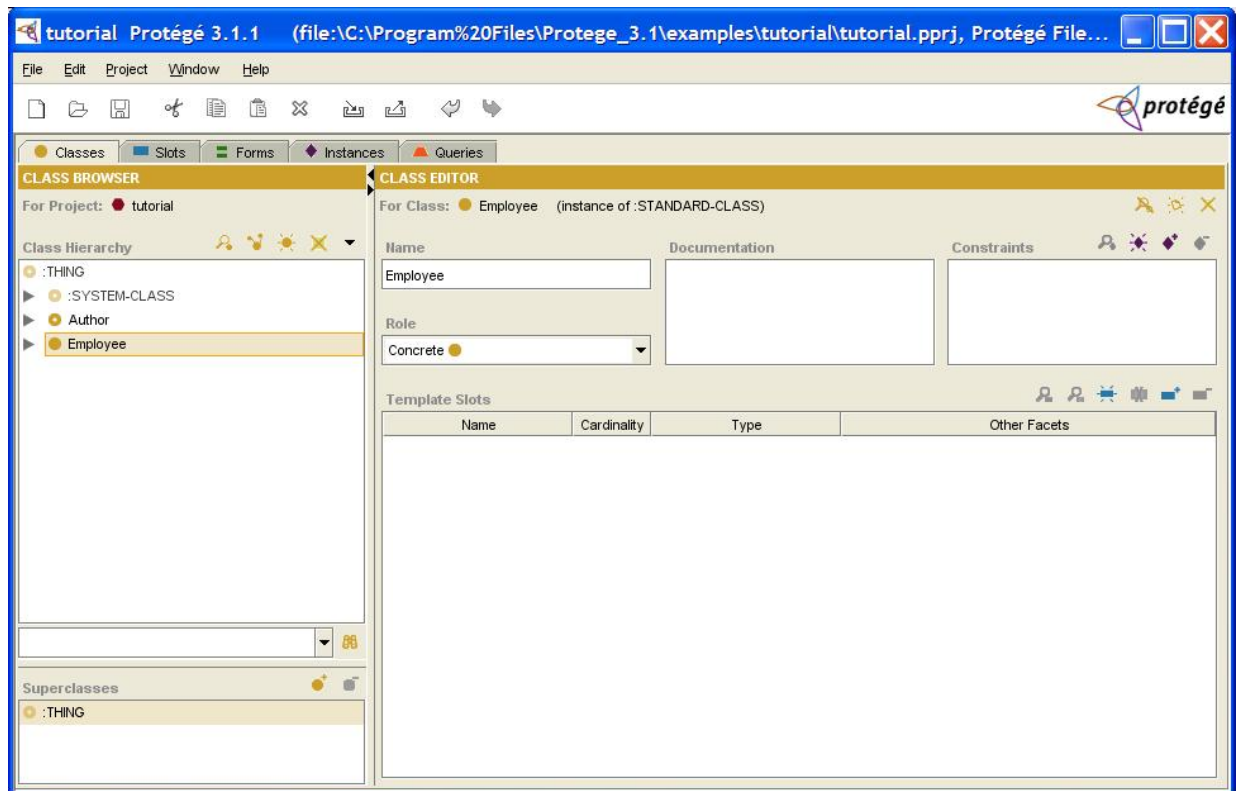 tutorial Protégé 3.1.1 (file:\C:\Program%20Files\Protege_3.1\examples\tutorial\tutorial.pprj, Protégé File...
File Edit Project Window Help
protégé
Classes Slots Forms Instances Queries
CLASS BROWSER
For Project: tutorial
Class Hierarchy
:THING
:SYSTEM-CLASS
Author
Employee
Superclasses
:THING
CLASS EDITOR
For Class: Employee (instance of :STANDARD-CLASS)
Name
Employee
Role
Concrete
Documentation
Constraints
Template Slots
Name Cardinality Type Other Facets